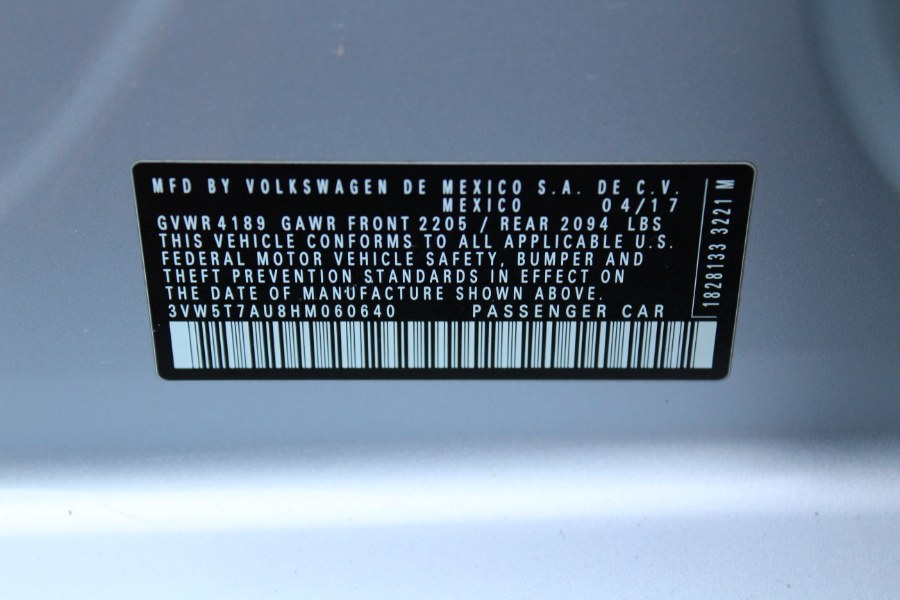 MFD BY VOLKSWAGEN DE MEXICO S.A. DE C.V.
MEXICO 04/17
GVWR 4189 GAWR FRONT 2205 / REAR 2094 LBS
THIS VEHICLE CONFORMS TO ALL APPLICABLE U.S.
FEDERAL MOTOR VEHICLE SAFETY, BUMPER AND
THEFT PREVENTION STANDARDS IN EFFECT ON
THE DATE OF MANUFACTURE SHOWN ABOVE.
3VW5T7AU8HM060640 PASSENGER CAR
1828133 3221 M